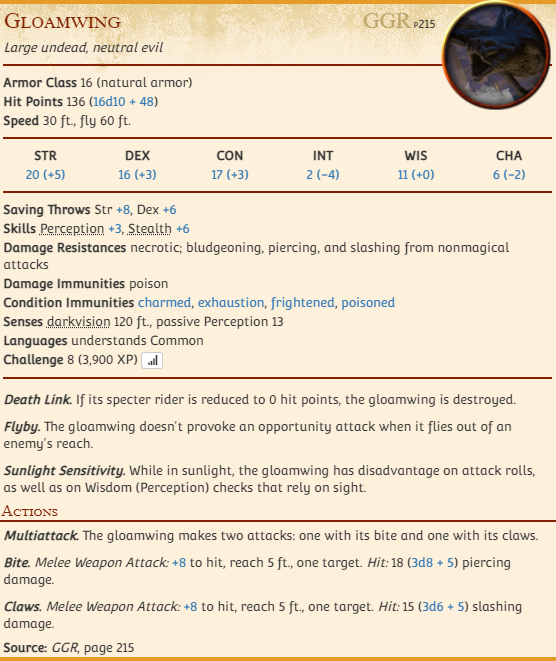 Gloamwing GGR p215
Large undead, neutral evil
Armor Class 16 (natural armor)
Hit Points 136 (16d10 + 48)
Speed 30 ft., fly 60 ft.
STR DEX CON INT WIS CHA
20 (+5) 16 (+3) 17 (+3) 2 (−4) 11 (+0) 6 (−2)
Saving Throws Str +8, Dex +6
Skills Perception +3, Stealth +6
Damage Resistances necrotic; bludgeoning, piercing, and slashing from nonmagical
attacks
Damage Immunities poison
Condition Immunities charmed, exhaustion, frightened, poisoned
Senses darkvision 120 ft., passive Perception 13
Languages understands Common
Challenge 8 (3,900 XP)
Death Link. If its specter rider is reduced to 0 hit points, the gloamwing is destroyed.
Flyby. The gloamwing doesn't provoke an opportunity attack when it flies out of an
enemy's reach.
Sunlight Sensitivity. While in sunlight, the gloamwing has disadvantage on attack rolls,
as well as on Wisdom (Perception) checks that rely on sight.
Actions
Multiattack. The gloamwing makes two attacks: one with its bite and one with its claws.
Bite. Melee Weapon Attack: +8 to hit, reach 5 ft., one target. Hit: 18 (3d8 + 5) piercing
damage.
Claws. Melee Weapon Attack: +8 to hit, reach 5 ft., one target. Hit: 15 (3d6 + 5) slashing
damage.
Source: GGR, page 215